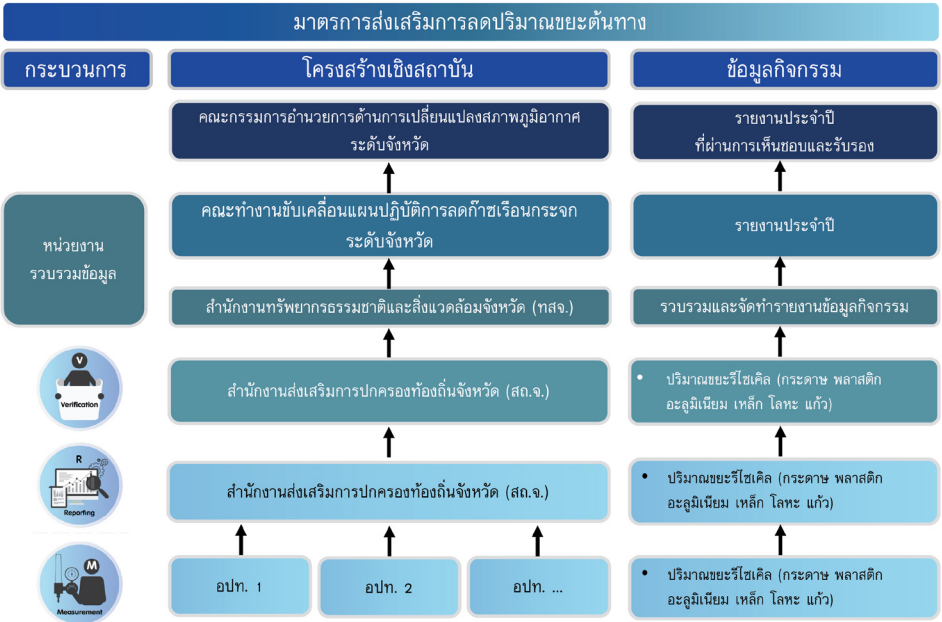 มาตรการส่งเสริมการลดปริมาณขยะต้นทาง
กระบวนการ
โครงสร้างเชิงสถาบัน
ข้อมูลกิจกรรม
คณะกรรมการอำนวยการด้านการเปลี่ยนแปลงสภาพภูมิอากาศ
ระดับจังหวัด
รายงานประจำปี
ที่ผ่านการเห็นชอบและรับรอง
หน่วยงาน
รวบรวมข้อมูล
คณะทำงานขับเคลื่อนแผนปฏิบัติการลดก๊าซเรือนกระจก
ระดับจังหวัด
รายงานประจำปี
สำนักงานทรัพยากรธรรมชาติและสิ่งแวดล้อมจังหวัด (ทสจ.)
รวบรวมและจัดทำรายงานข้อมูลกิจกรรม
V
Verification
สำนักงานส่งเสริมการปกครองท้องถิ่นจังหวัด (สถ.จ.)
• ปริมาณขยะรีไซเคิล (กระดาษ พลาสติก
อะลูมิเนียม เหล็ก โลหะ แก้ว)
R
Reporting
สำนักงานส่งเสริมการปกครองท้องถิ่นจังหวัด (สถ.จ.)
• ปริมาณขยะรีไซเคิล (กระดาษ พลาสติก
อะลูมิเนียม เหล็ก โลหะ แก้ว)
M
Measurement
อปท. 1
อปท. 2
อปท. ...
• ปริมาณขยะรีไซเคิล (กระดาษ พลาสติก
อะลูมิเนียม เหล็ก โลหะ แก้ว)